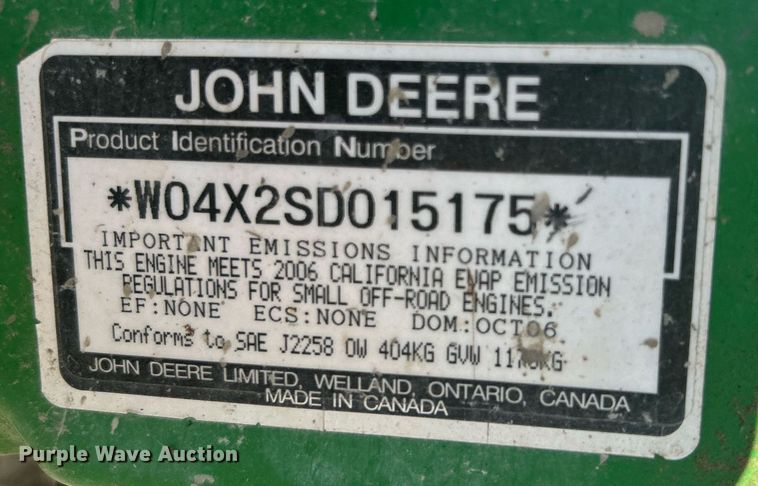 JOHN DEERE
Product Identification Number
*W04X2SD015175*
IMPORTANT EMISSIONS INFORMATION
THIS ENGINE MEETS 2006 CALIFORNIA EVAP EMISSION
REGULATIONS FOR SMALL OFF-ROAD ENGINES.
EF:NONE ECS:NONE DOM:OCT06
Conforms to SAE J2258 OW 404KG GVW
JOHN DEERE LIMITED, WELLAND, ONTARIO, CANADA
MADE IN CANADA
Purple Wave Auction